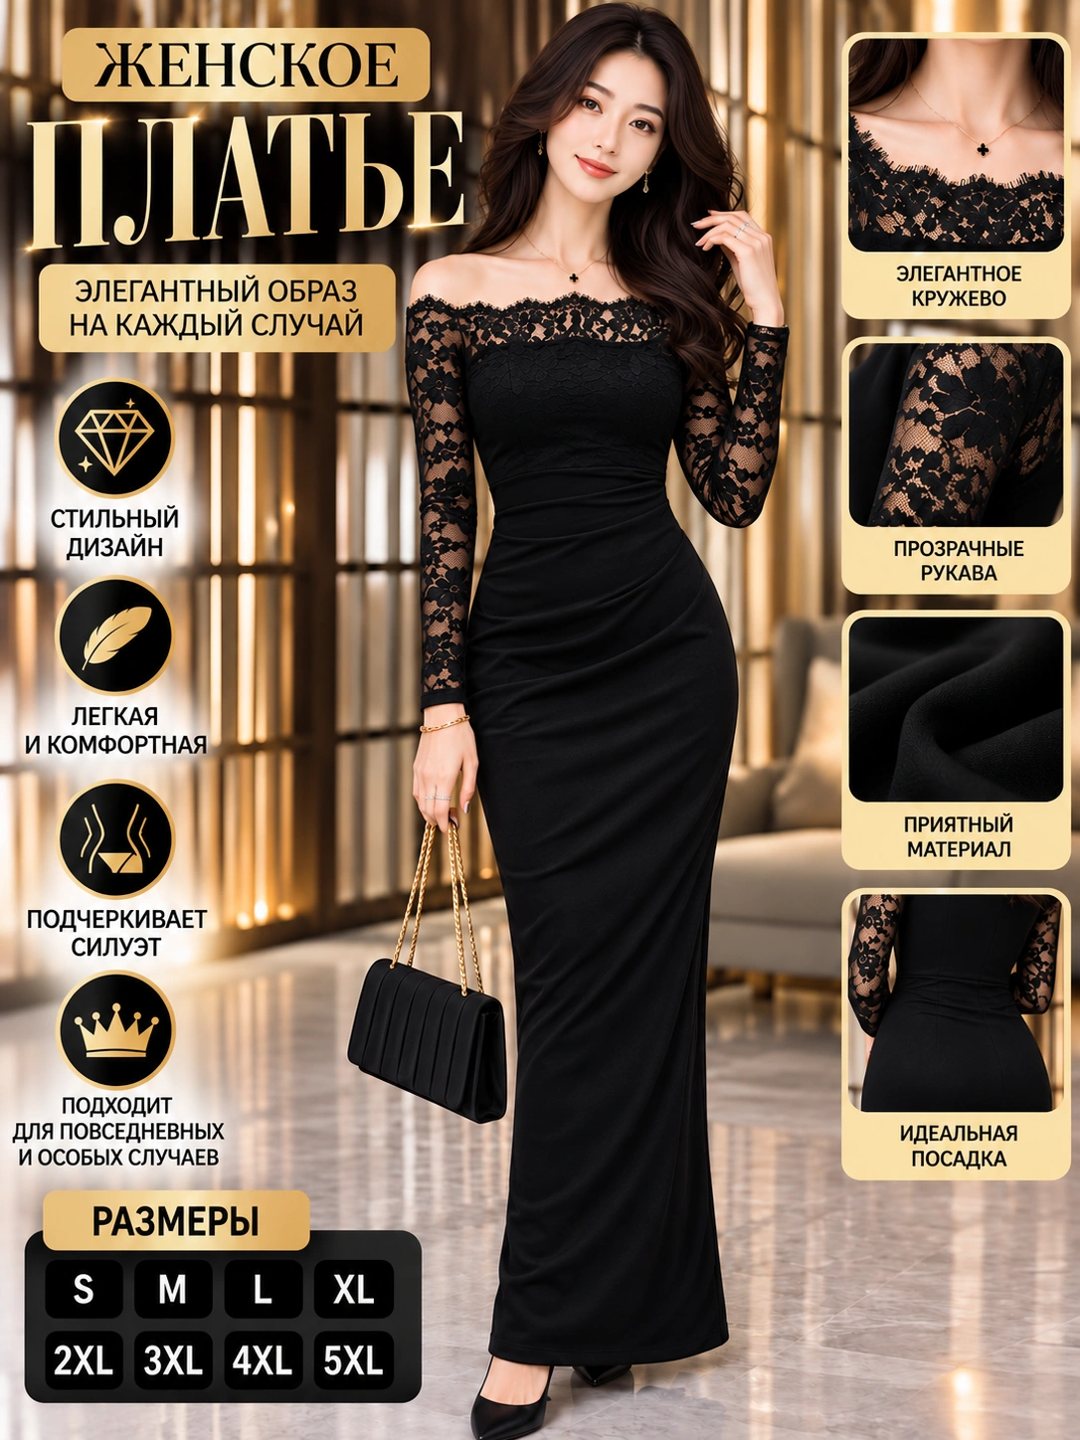 ЖЕНСКОЕ
ПЛАТЬЕ
ЭЛЕГАНТНЫЙ ОБРАЗ
НА КАЖДЫЙ СЛУЧАЙ
СТИЛЬНЫЙ
ДИЗАЙН
ЛЕГКАЯ
И КОМФОРТНАЯ
ПОДЧЕРКИВАЕТ
СИЛУЭТ
ПОДХОДИТ
ДЛЯ ПОВСЕДНЕВНЫХ
И ОСОБЫХ СЛУЧАЕВ
РАЗМЕРЫ
S M L XL
2XL 3XL 4XL 5XL
ЭЛЕГАНТНОЕ
КРУЖЕВО
ПРОЗРАЧНЫЕ
РУКАВА
ПРИЯТНЫЙ
МАТЕРИАЛ
ИДЕАЛЬНАЯ
ПОСАДКА